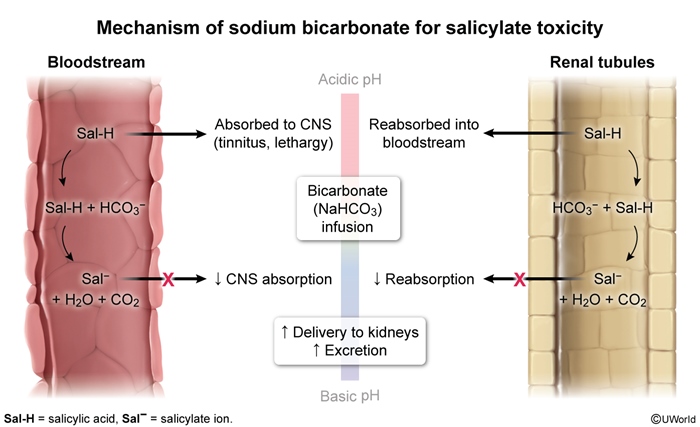 Mechanism of sodium bicarbonate for salicylate toxicity
Bloodstream
Renal tubules
Acidic pH
Sal-H
Absorbed to CNS
(tinnitus, lethargy)
Reabsorbed into
bloodstream
Sal-H
Sal-H + HCO₃⁻
Bicarbonate
(NaHCO₃)
infusion
HCO₃⁻ + Sal-H
Sal⁻
+ H₂O + CO₂
X
↓ CNS absorption
↓ Reabsorption
X
Sal⁻
+ H₂O + CO₂
↑ Delivery to kidneys
↑ Excretion
Basic pH
Sal-H = salicylic acid, Sal⁻ = salicylate ion.
©UWorld